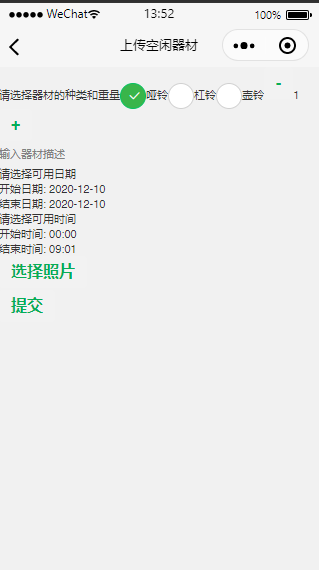 ●●●●● WeChat 13:52 100%
上传空闲器材
请选择器材的种类和重量 哑铃 杠铃 壶铃 - 1
+
输入器材描述
请选择可用日期
开始日期: 2020-12-10
结束日期: 2020-12-10
请选择可用时间
开始时间: 00:00
结束时间: 09:01
选择照片
提交